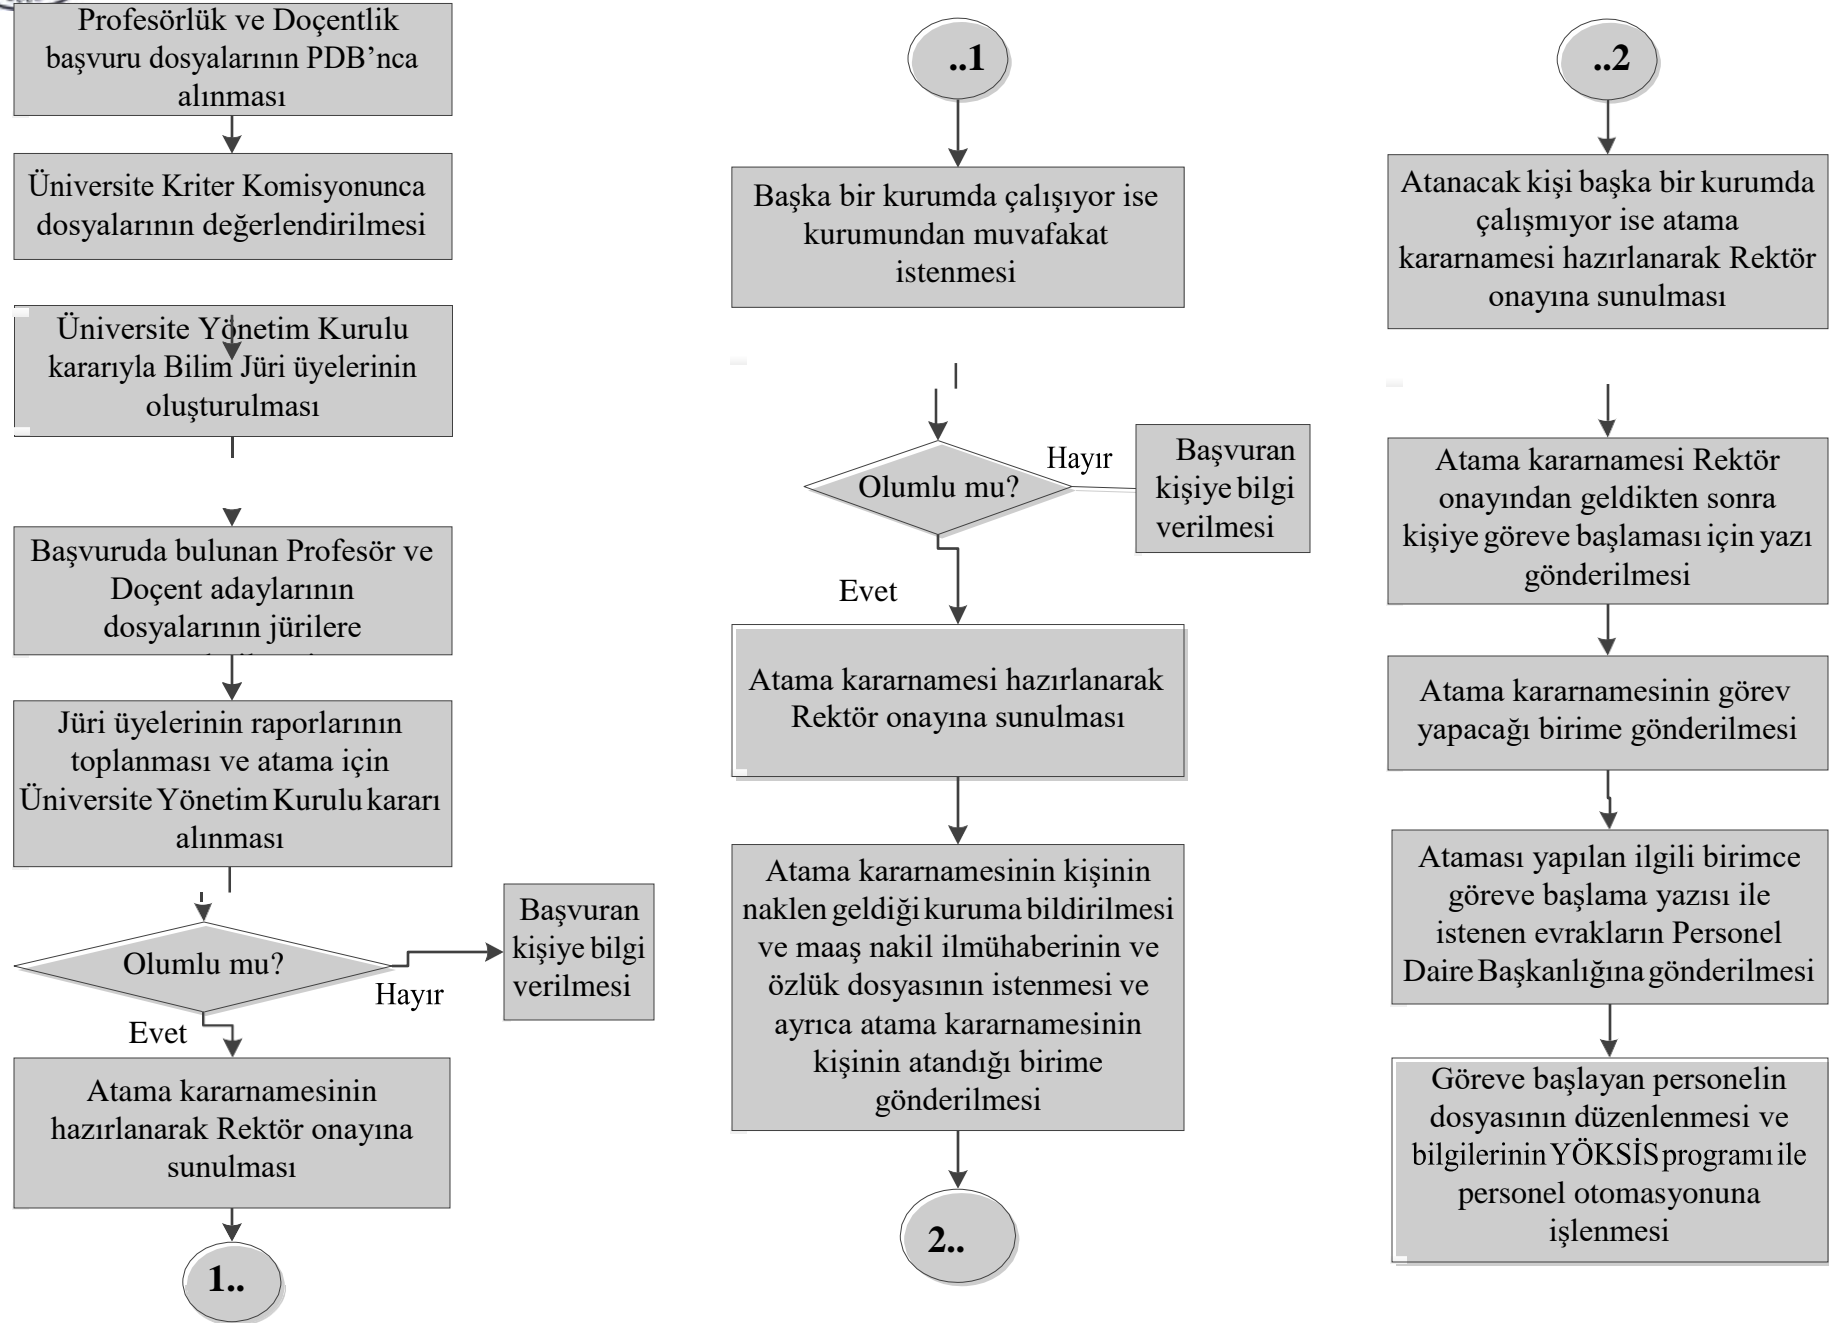 Profesörlük ve Doçentlik
başvuru dosyalarının PDB’nca
alınması
Üniversite Kriter Komisyonunca
dosyalarının değerlendirilmesi
Üniversite Yönetim Kurulu
kararıyla Bilim Jüri üyelerinin
oluşturulması
Başvuruda bulunan Profesör ve
Doçent adaylarının
dosyalarının jürilere
Jüri üyelerinin raporlarının
toplanması ve atama için
Üniversite Yönetim Kurulu kararı
alınması
Olumlu mu?
Hayır
Başvuran
kişiye bilgi
verilmesi
Evet
Atama kararnamesinin
hazırlanarak Rektör onayına
sunulması
1..
..1
Başka bir kurumda çalışıyor ise
kurumundan muvafakat
istenmesi
Olumlu mu?
Hayır
Başvuran
kişiye bilgi
verilmesi
Evet
Atama kararnamesi hazırlanarak
Rektör onayına sunulması
Atama kararnamesinin kişinin
naklen geldiği kuruma bildirilmesi
ve maaş nakil ilmühaberinin ve
özlük dosyasının istenmesi ve
ayrıca atama kararnamesinin
kişinin atandığı birime
gönderilmesi
2..
..2
Atanacak kişi başka bir kurumda
çalışmıyor ise atama
kararnamesi hazırlanarak Rektör
onayına sunulması
Atama kararnamesi Rektör
onayından geldikten sonra
kişiye göreve başlaması için yazı
gönderilmesi
Atama kararnamesinin görev
yapacağı birime gönderilmesi
Ataması yapılan ilgili birimce
göreve başlama yazısı ile
istenen evrakların Personel
Daire Başkanlığına gönderilmesi
Göreve başlayan personelin
dosyasının düzenlenmesi ve
bilgilerinin YÖKSİS programı ile
personel otomasyonuna
işlenmesi